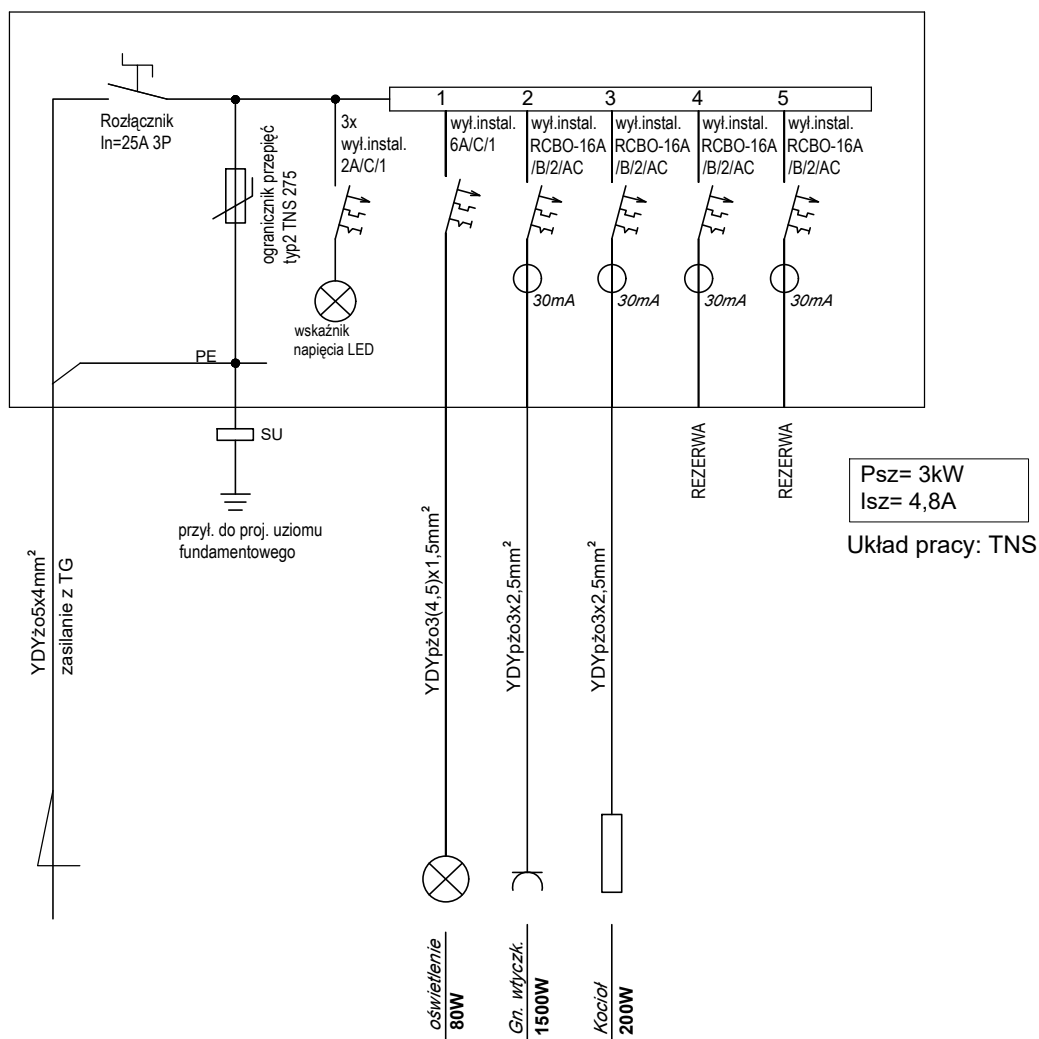 Rozłącznik
In=25A 3P
ogranicznik przepięć
typ2 TNS 275
3x
wył.instal.
2A/C/1
wskaźnik
napięcia LED
1
wył.instal.
6A/C/1
2
wył.instal.
RCBO-16A
/B/2/AC
30mA
3
wył.instal.
RCBO-16A
/B/2/AC
30mA
4
wył.instal.
RCBO-16A
/B/2/AC
30mA
5
wył.instal.
RCBO-16A
/B/2/AC
30mA
PE
SU
przył. do proj. uziomu
fundamentowego
REZERWA
REZERWA
Psz= 3kW
Isz= 4,8A
Układ pracy: TNS
YDYżo5x4mm²
zasilanie z TG
YDYpżo3(4,5)x1,5mm²
YDYpżo3x2,5mm²
YDYpżo3x2,5mm²
oświetlenie
80W
Gn. wtyczk.
1500W
Kocioł
200W